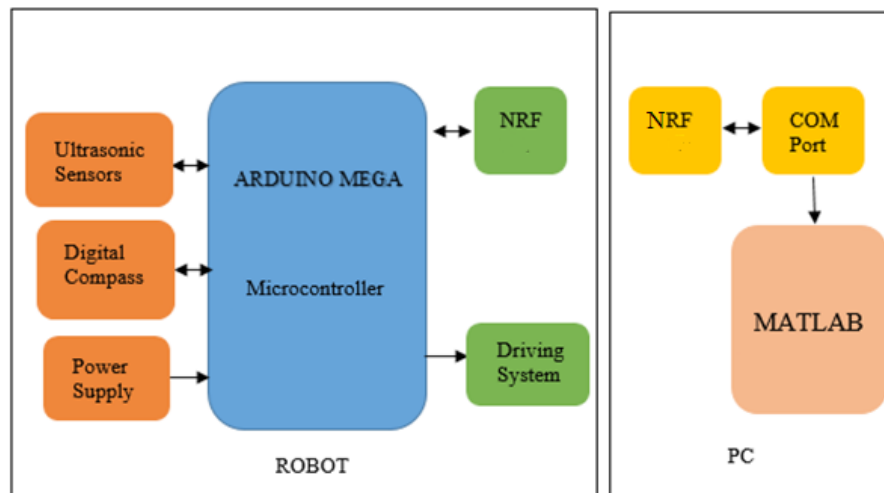 Ultrasonic
Sensors
Digital
Compass
Power
Supply
ARDUINO MEGA
Microcontroller
NRF
Driving
System
ROBOT
NRF
COM
Port
MATLAB
PC